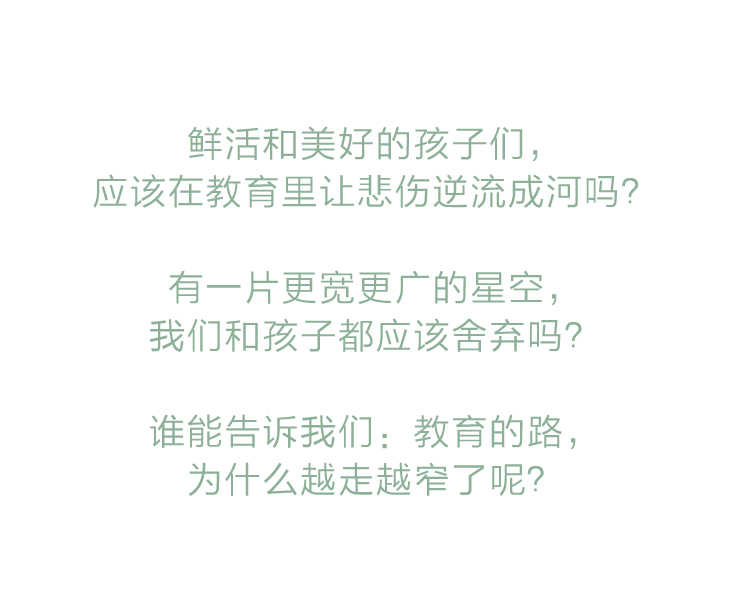 鲜活和美好的孩子们，
应该在教育里让悲伤逆流成河吗？
有一片更宽更广的星空，
我们和孩子都应该舍弃吗？
谁能告诉我们：教育的路，
为什么越走越窄了呢？